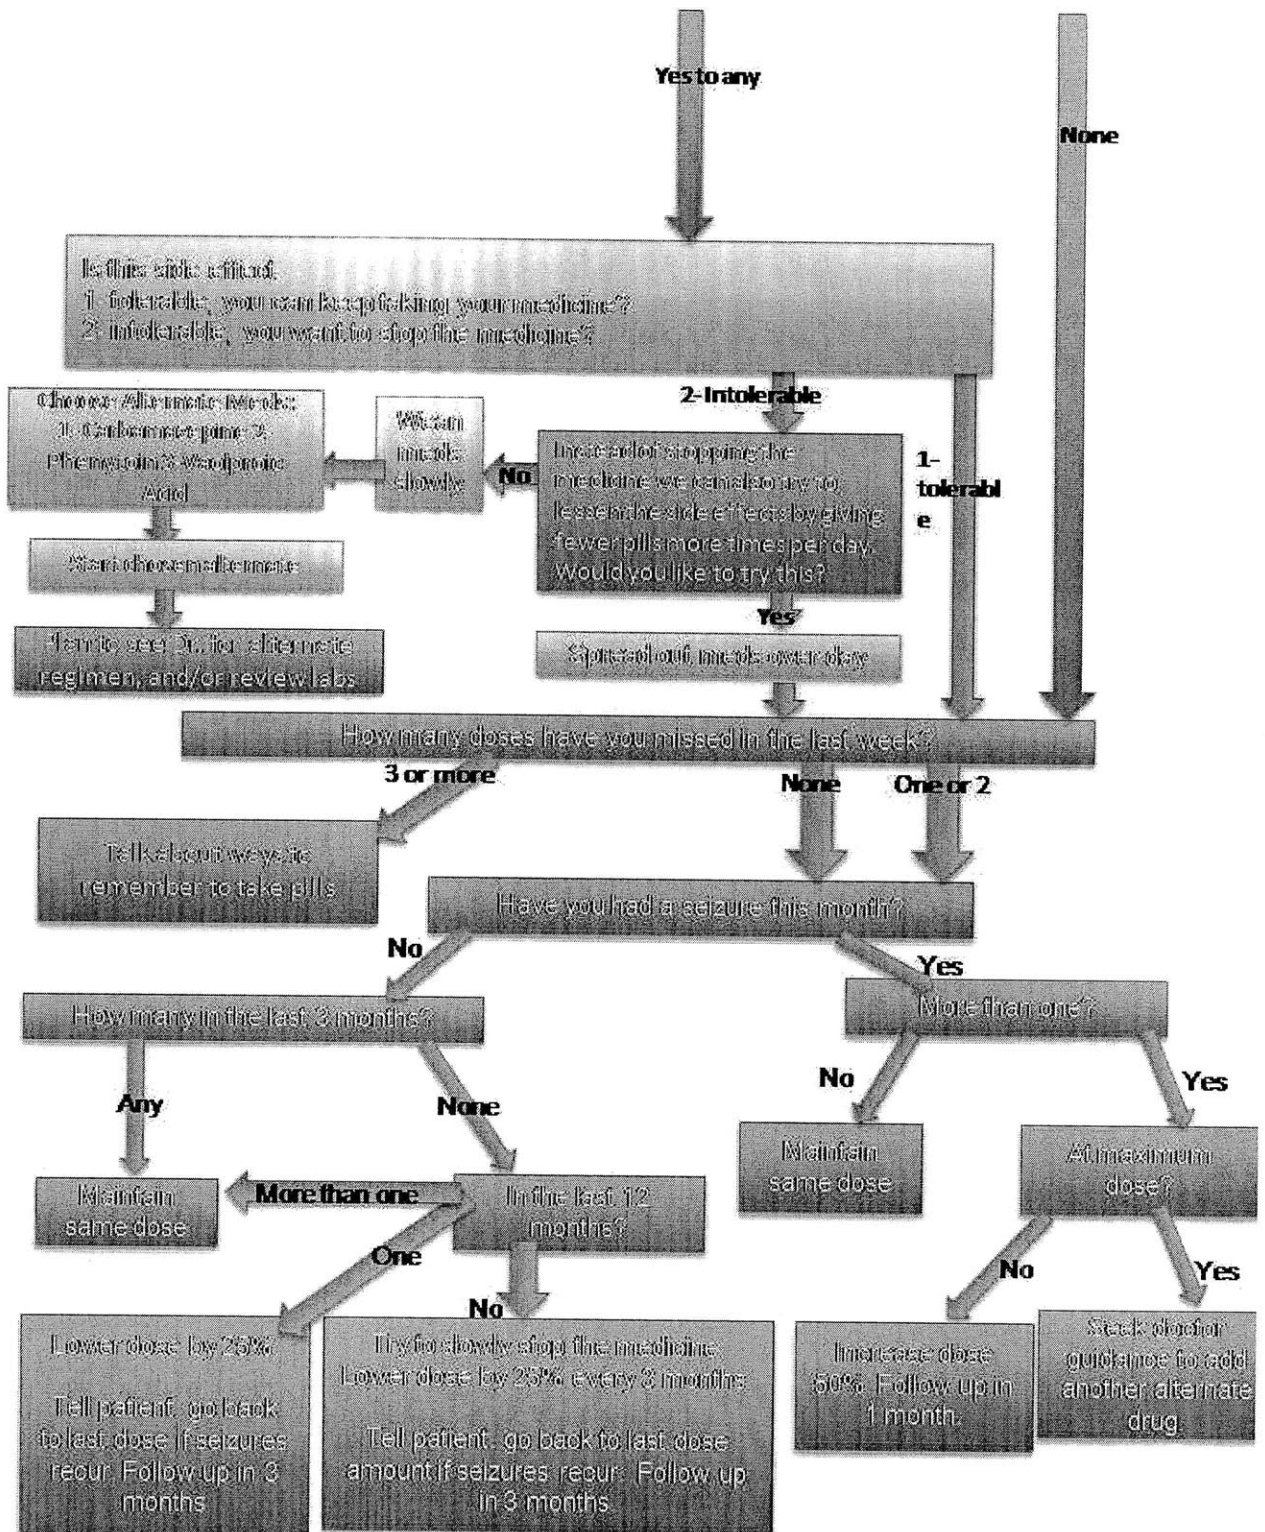 Yes to any
None
Is this side effect:
1- tolerable, you can keep taking your medicine?
2- intolerable, you want to stop the medicine?
2- Intolerable
1-
tolerabl
e
Choose Alternate Meds:
1- Carbamazepine 2-
Phenytoin 3-Vaolproic
Acid
Wean
meds
slowly
No
Instead of stopping the
medicine we can also try to
lessen the side effects by giving
fewer pills more times per day.
Would you like to try this?
Start chosen alternate
Yes
Plan to see Dr. for alternate
regimen, and/or review labs
Spread out meds over day
How many doses have you missed in the last week?
3 or more
None
One or 2
Talk about ways to
remember to take pills
Have you had a seizure this month?
No
Yes
How many in the last 3 months?
More than one?
Any
None
No
Yes
Maintain
same dose
More than one
In the last 12
months?
Maintain
same dose
At maximum
dose?
One
No
No
Yes
Lower dose by 25%
Tell patient: go back
to last dose if seizures
recur. Follow up in 3
months
Try to slowly stop the medicine:
Lower dose by 25% every 3 months
Tell patient: go back to last dose
amount if seizures recur. Follow up
in 3 months
Increase dose
50%. Follow up in
1 month.
Seek doctor
guidance to add
another alternate
drug.